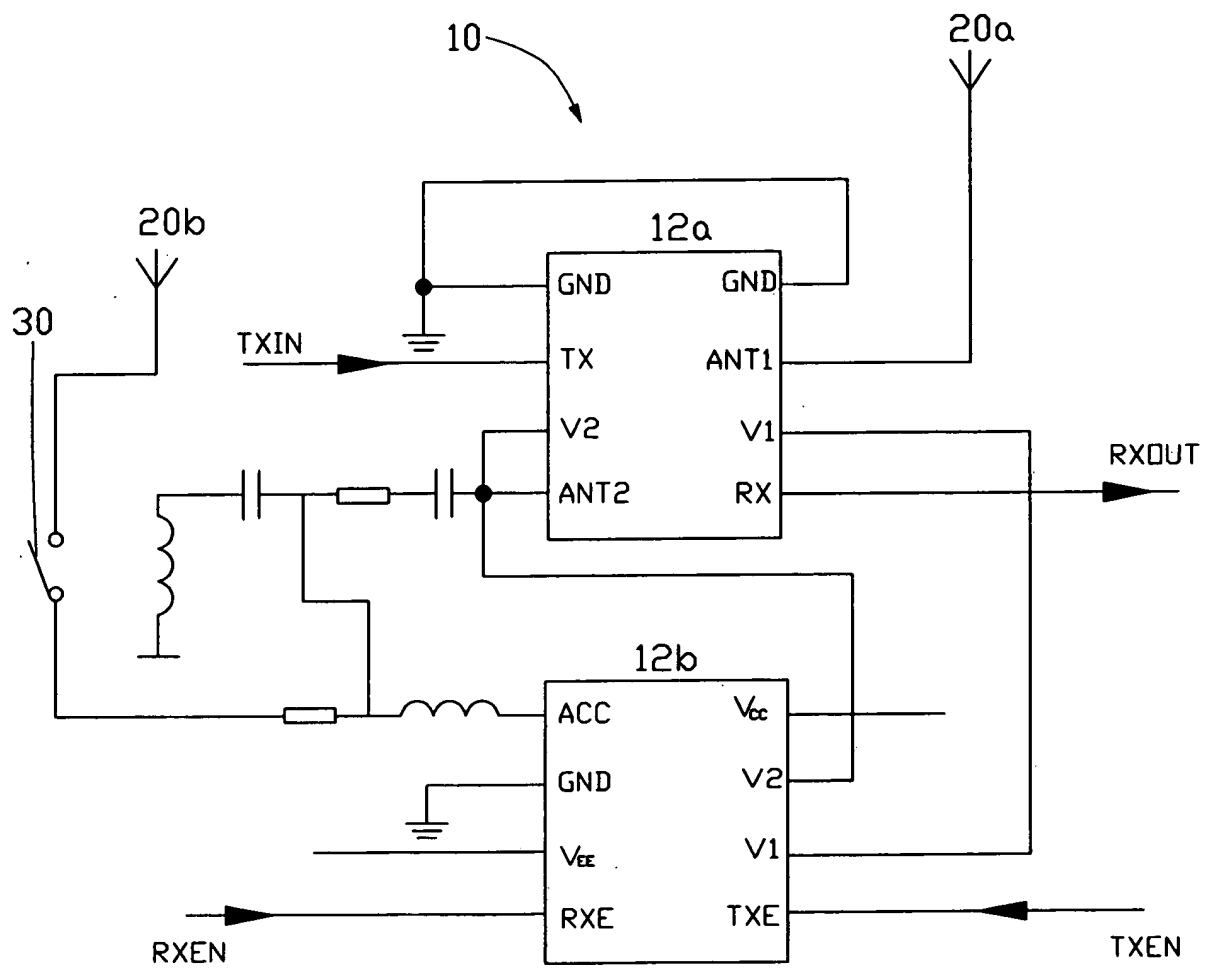 10
20a
20b
12a
GND
GND
30
TXIN
TX
ANT1
V2
V1
RXOUT
ANT2
RX
12b
ACC
Vcc
GND
V2
VEE
V1
RXE
TXE
RXEN
TXEN